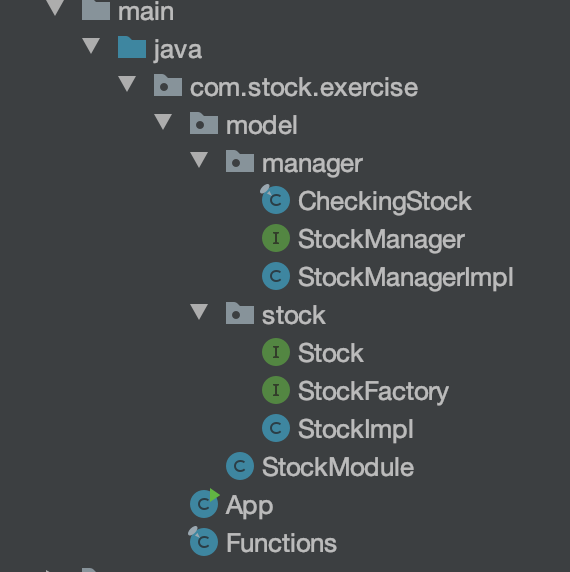 main
java
com.stock.exercise
model
manager
CheckingStock
StockManager
StockManagerImpl
stock
Stock
StockFactory
StockImpl
StockModule
App
Functions